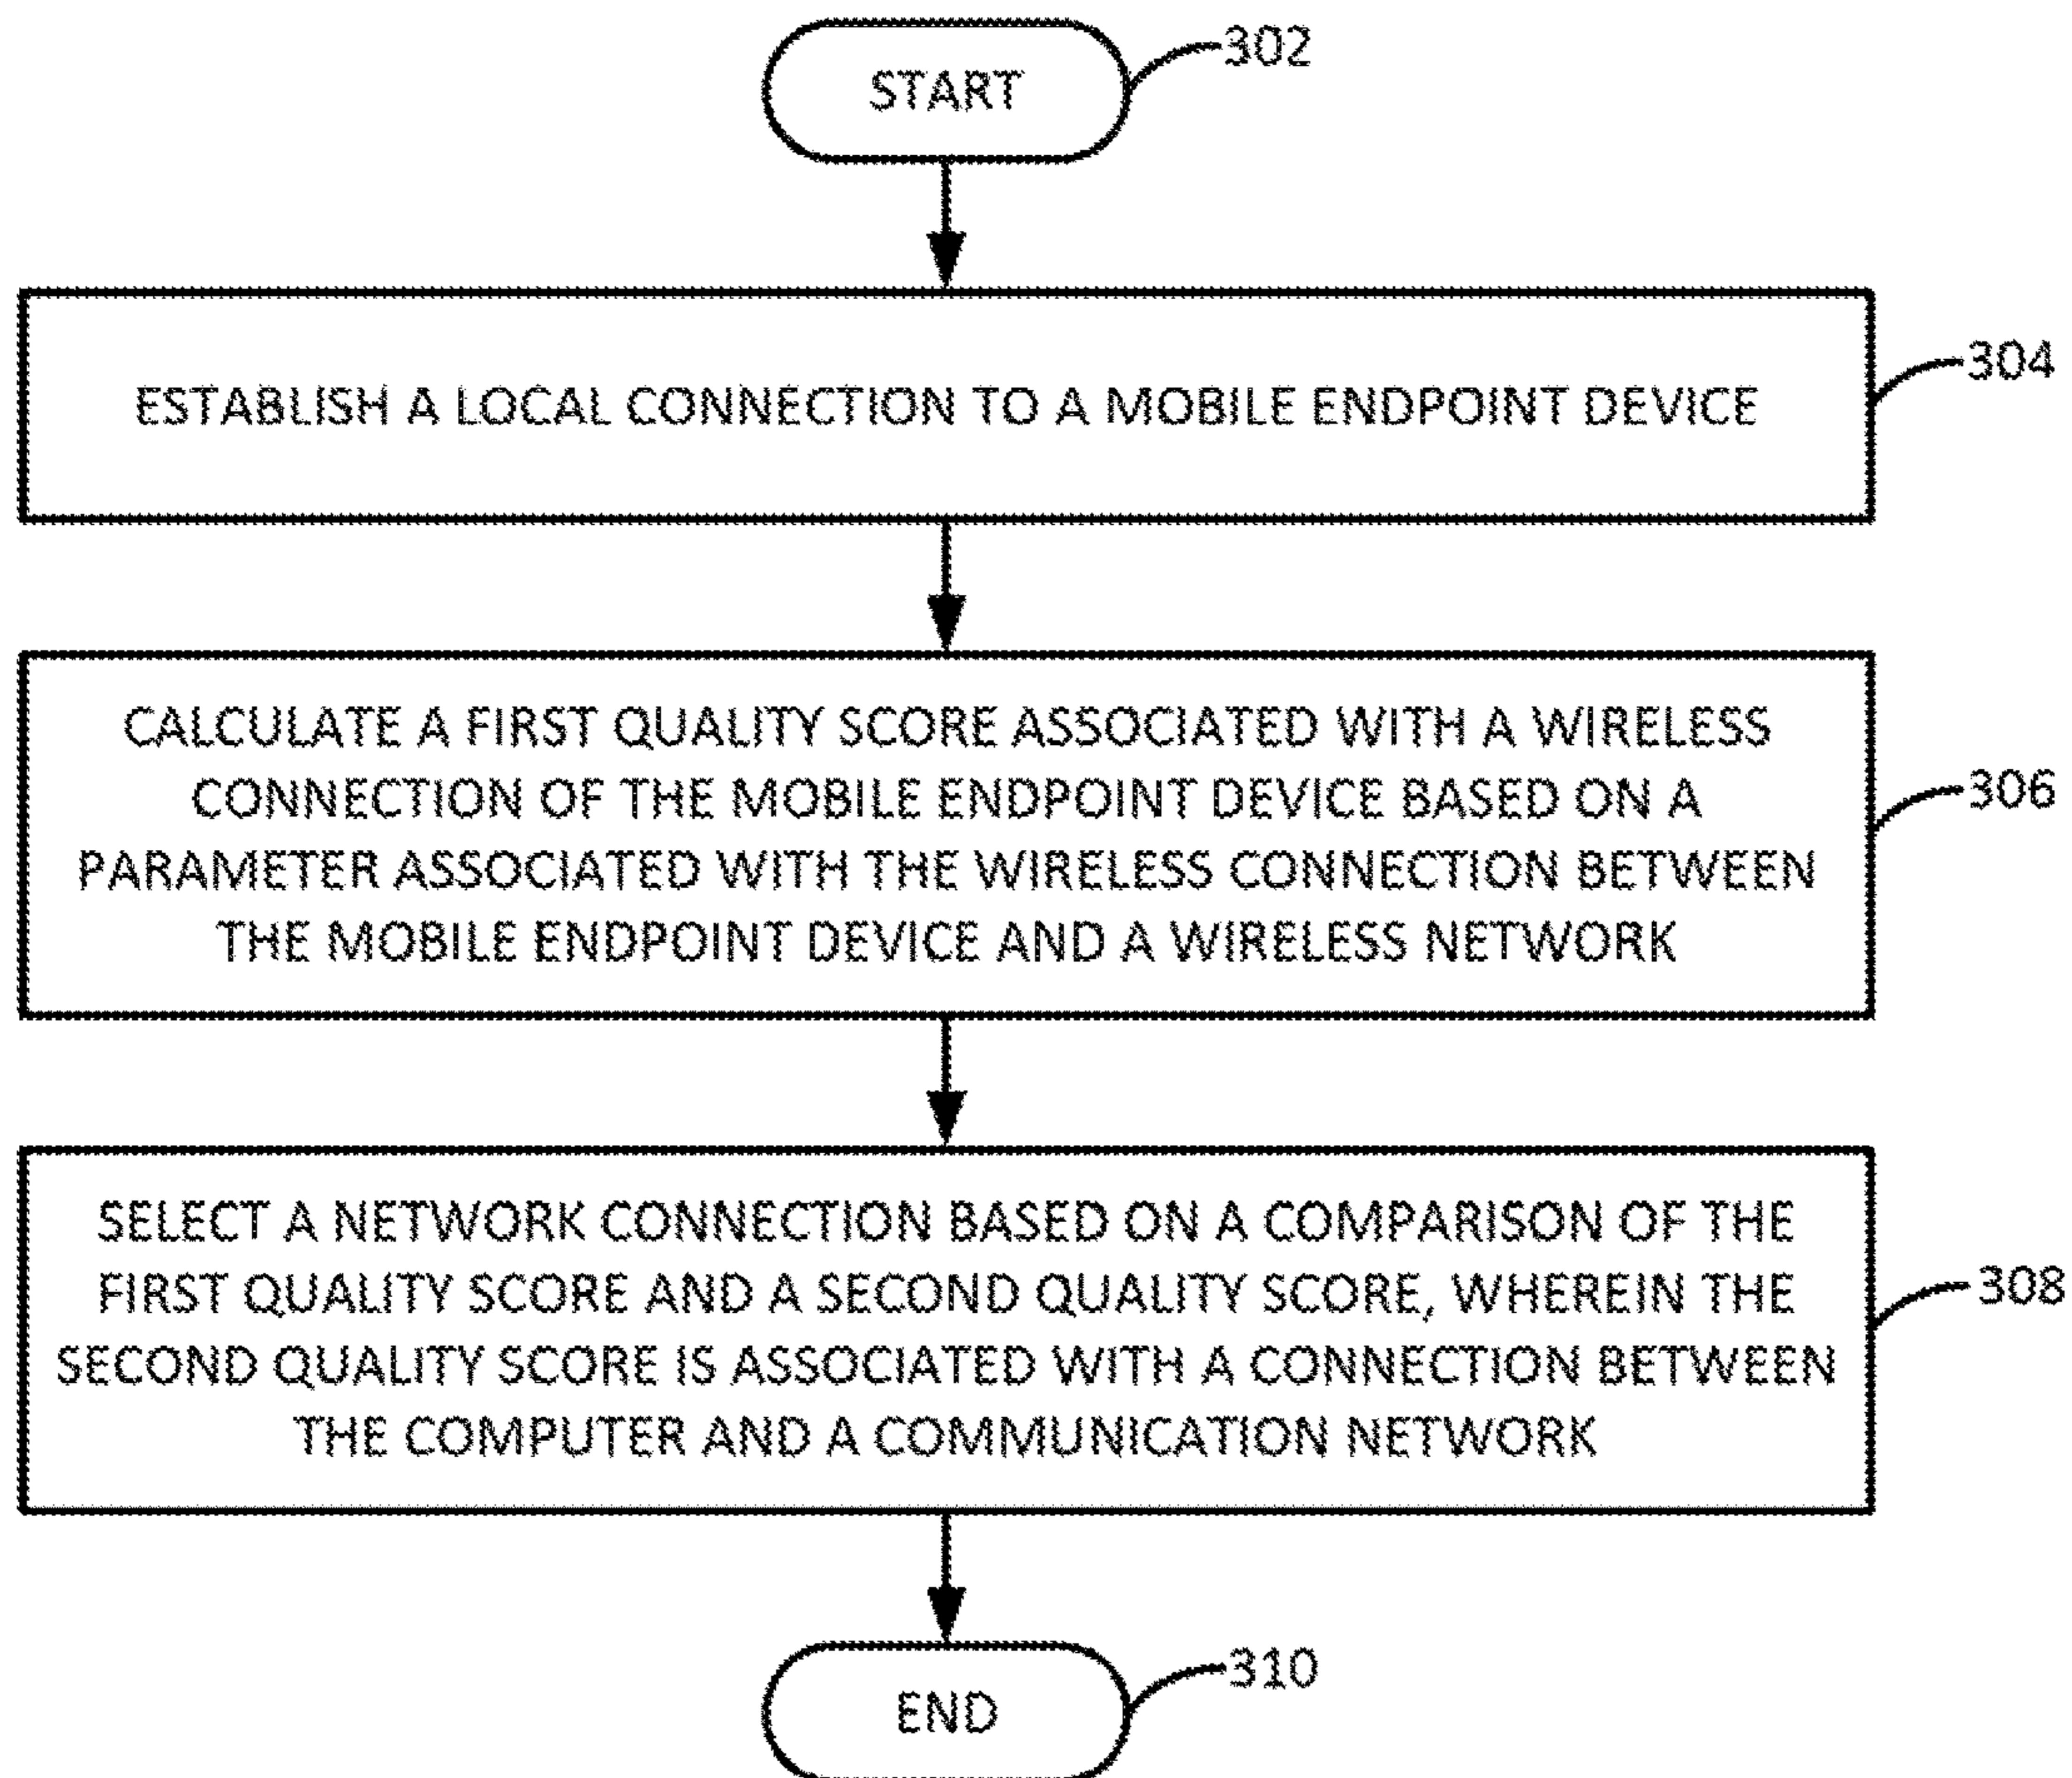 START
302
ESTABLISH A LOCAL CONNECTION TO A MOBILE ENDPOINT DEVICE
304
CALCULATE A FIRST QUALITY SCORE ASSOCIATED WITH A WIRELESS
CONNECTION OF THE MOBILE ENDPOINT DEVICE BASED ON A
PARAMETER ASSOCIATED WITH THE WIRELESS CONNECTION BETWEEN
THE MOBILE ENDPOINT DEVICE AND A WIRELESS NETWORK
306
SELECT A NETWORK CONNECTION BASED ON A COMPARISON OF THE
FIRST QUALITY SCORE AND A SECOND QUALITY SCORE, WHEREIN THE
SECOND QUALITY SCORE IS ASSOCIATED WITH A CONNECTION BETWEEN
THE COMPUTER AND A COMMUNICATION NETWORK
308
END
310